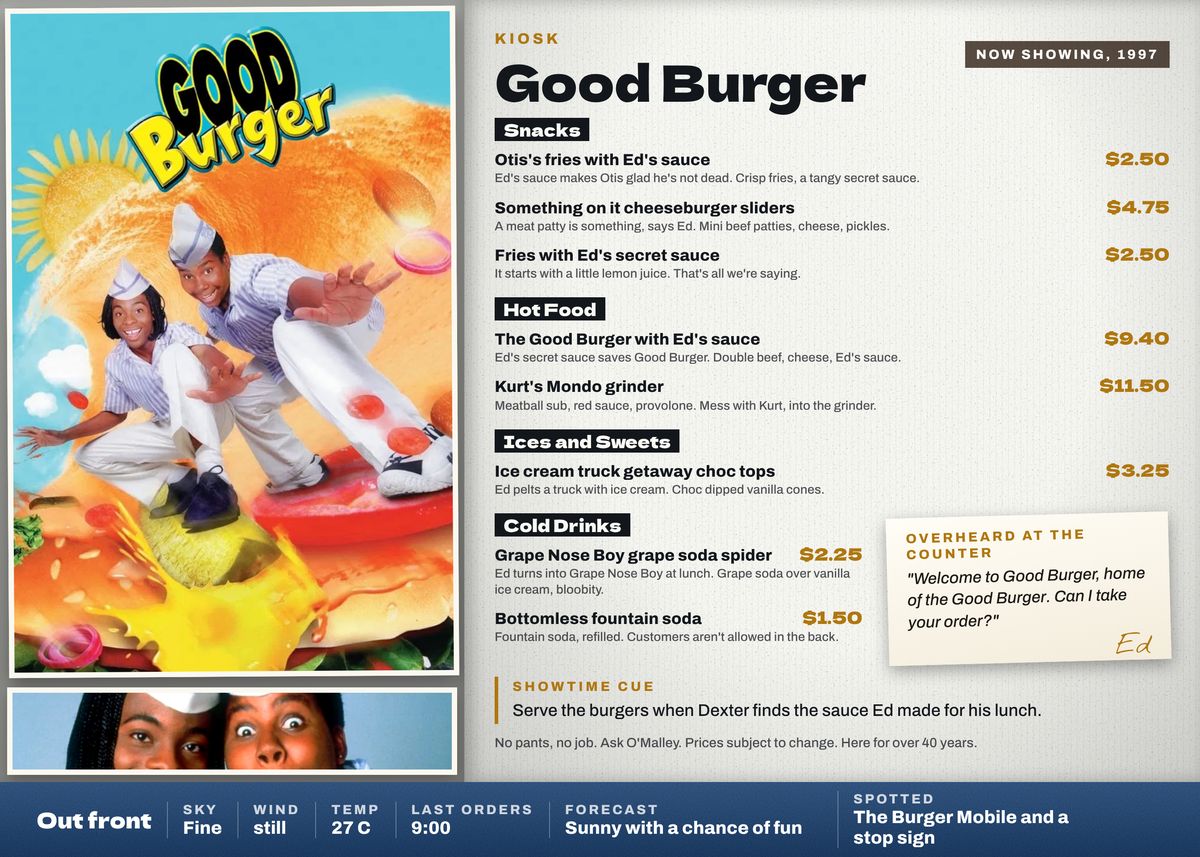 GOOD
Burger
KIOSK
NOW SHOWING, 1997
Good Burger
Snacks
Otis's fries with Ed's sauce $2.50
Ed's sauce makes Otis glad he's not dead. Crisp fries, a tangy secret sauce.
Something on it cheeseburger sliders $4.75
A meat patty is something, says Ed. Mini beef patties, cheese, pickles.
Fries with Ed's secret sauce $2.50
It starts with a little lemon juice. That's all we're saying.
Hot Food
The Good Burger with Ed's sauce $9.40
Ed's secret sauce saves Good Burger. Double beef, cheese, Ed's sauce.
Kurt's Mondo grinder $11.50
Meatball sub, red sauce, provolone. Mess with Kurt, into the grinder.
Ices and Sweets
Ice cream truck getaway choc tops $3.25
Ed pelts a truck with ice cream. Choc dipped vanilla cones.
Cold Drinks
Grape Nose Boy grape soda spider $2.25
Ed turns into Grape Nose Boy at lunch. Grape soda over vanilla
ice cream, bloobity.
Bottomless fountain soda $1.50
Fountain soda, refilled. Customers aren't allowed in the back.
OVERHEARD AT THE
COUNTER
"Welcome to Good Burger, home
of the Good Burger. Can I take
your order?"
Ed
SHOWTIME CUE
Serve the burgers when Dexter finds the sauce Ed made for his lunch.
No pants, no job. Ask O'Malley. Prices subject to change. Here for over 40 years.
Out front
SKY
Fine
WIND
still
TEMP
27 C
LAST ORDERS
9:00
FORECAST
Sunny with a chance of fun
SPOTTED
The Burger Mobile and a
stop sign